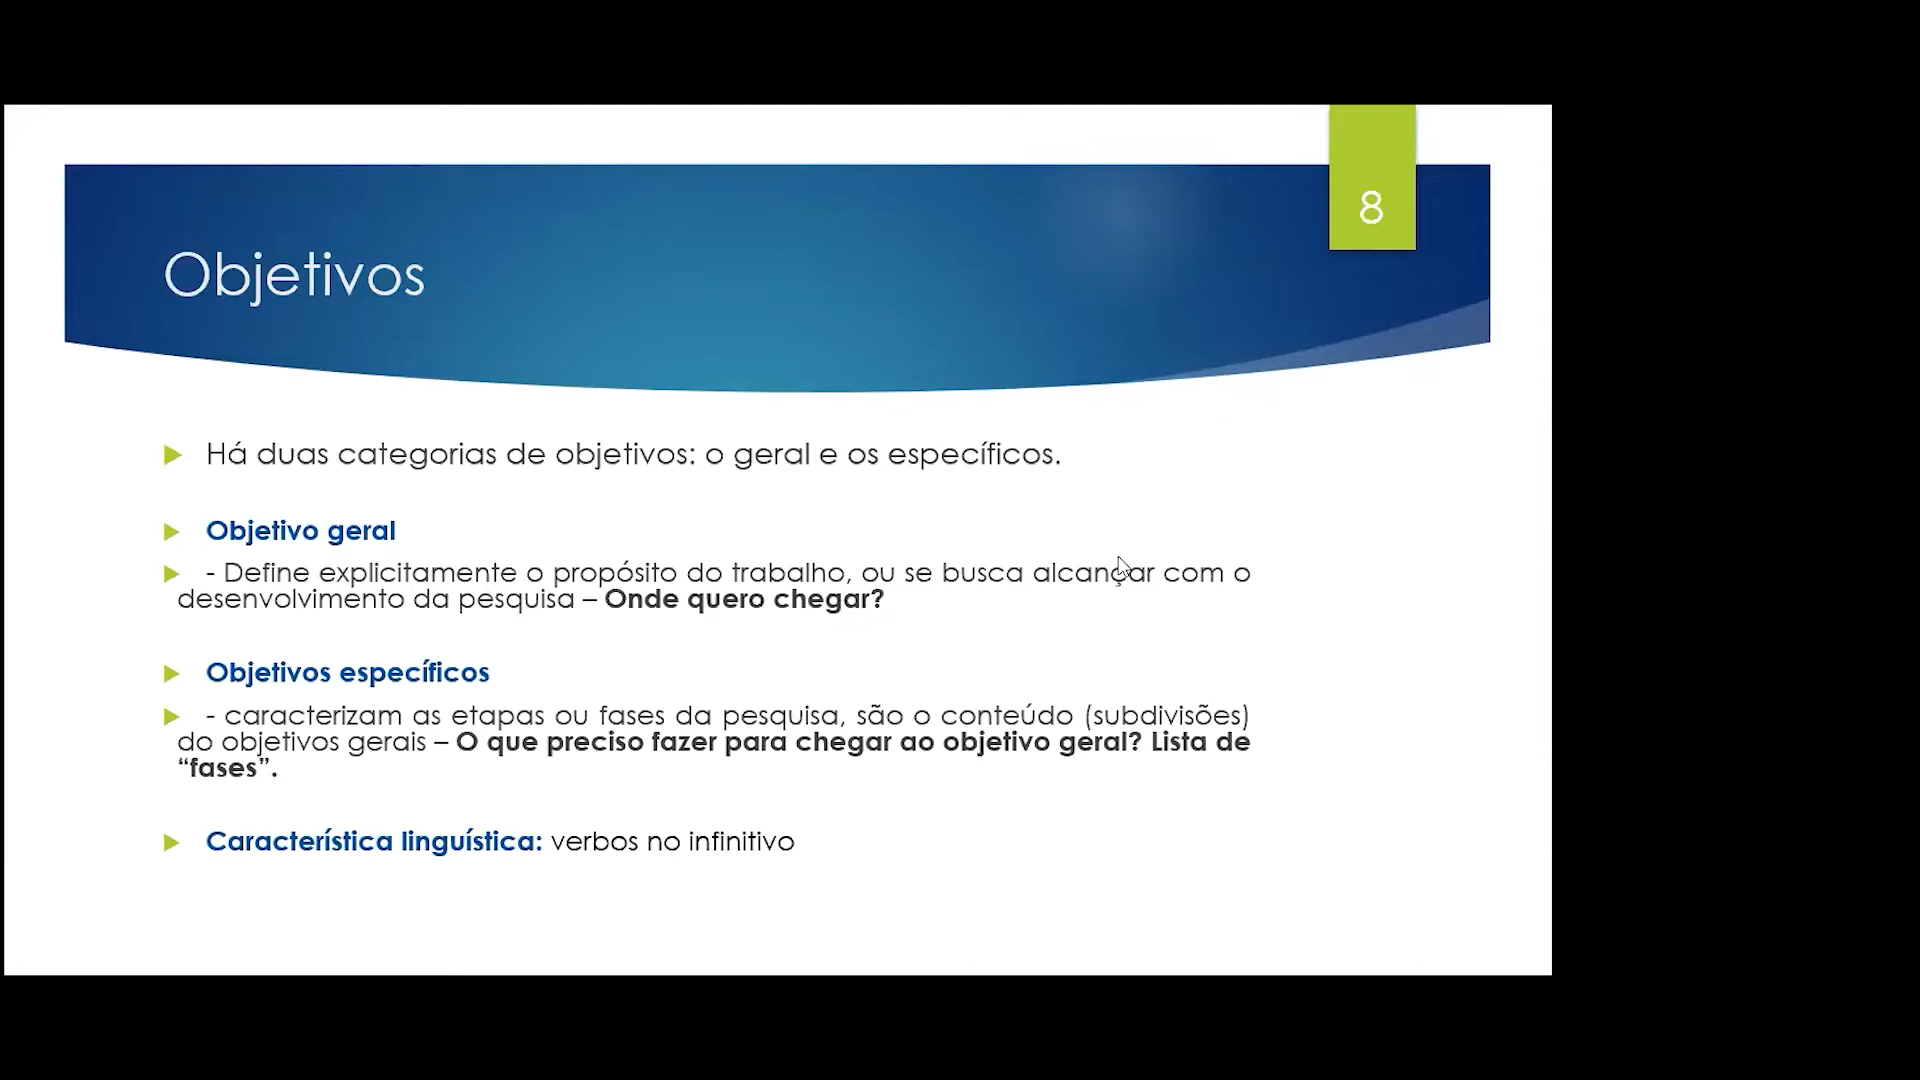 8
Objetivos
Há duas categorias de objetivos: o geral e os específicos.
Objetivo geral
- Define explicitamente o propósito do trabalho, ou se busca alcançar com o
desenvolvimento da pesquisa – Onde quero chegar?
Objetivos específicos
- caracterizam as etapas ou fases da pesquisa, são o conteúdo (subdivisões)
do objetivos gerais – O que preciso fazer para chegar ao objetivo geral? Lista de
“fases”.
Característica linguística: verbos no infinitivo